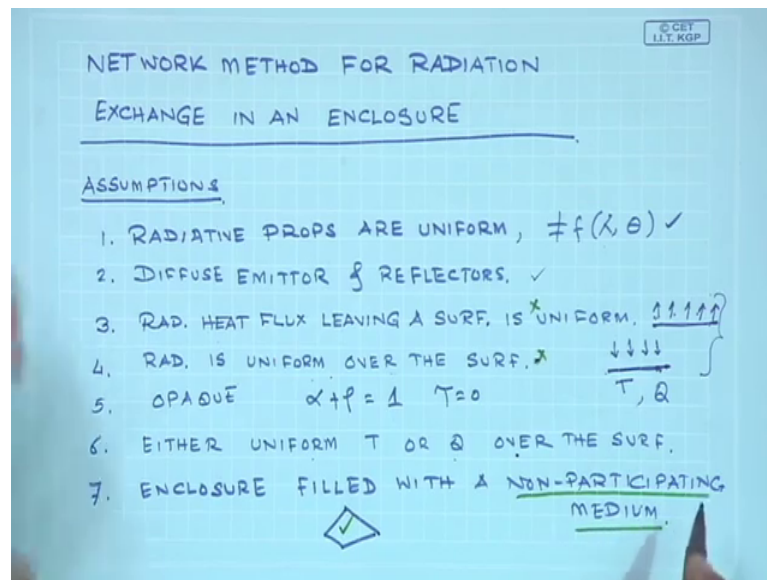 © CET
I.I.T. KGP
NETWORK METHOD FOR RADIATION
EXCHANGE IN AN ENCLOSURE
ASSUMPTIONS
1. RADIATIVE PROPS ARE UNIFORM, ≠ f(λ, θ) ✓
2. DIFFUSE EMITTOR & REFLECTORS. ✓
3. RAD. HEAT FLUX LEAVING A SURF. IS UNIFORM. ↑↑↑↑↑
4. RAD. IS UNIFORM OVER THE SURF. ↓↓↓↓
T, Q
5. OPAQUE α+ρ = 1 τ=0
6. EITHER UNIFORM T OR Q OVER THE SURF.
7. ENCLOSURE FILLED WITH A NON-PARTICIPATING
MEDIUM.